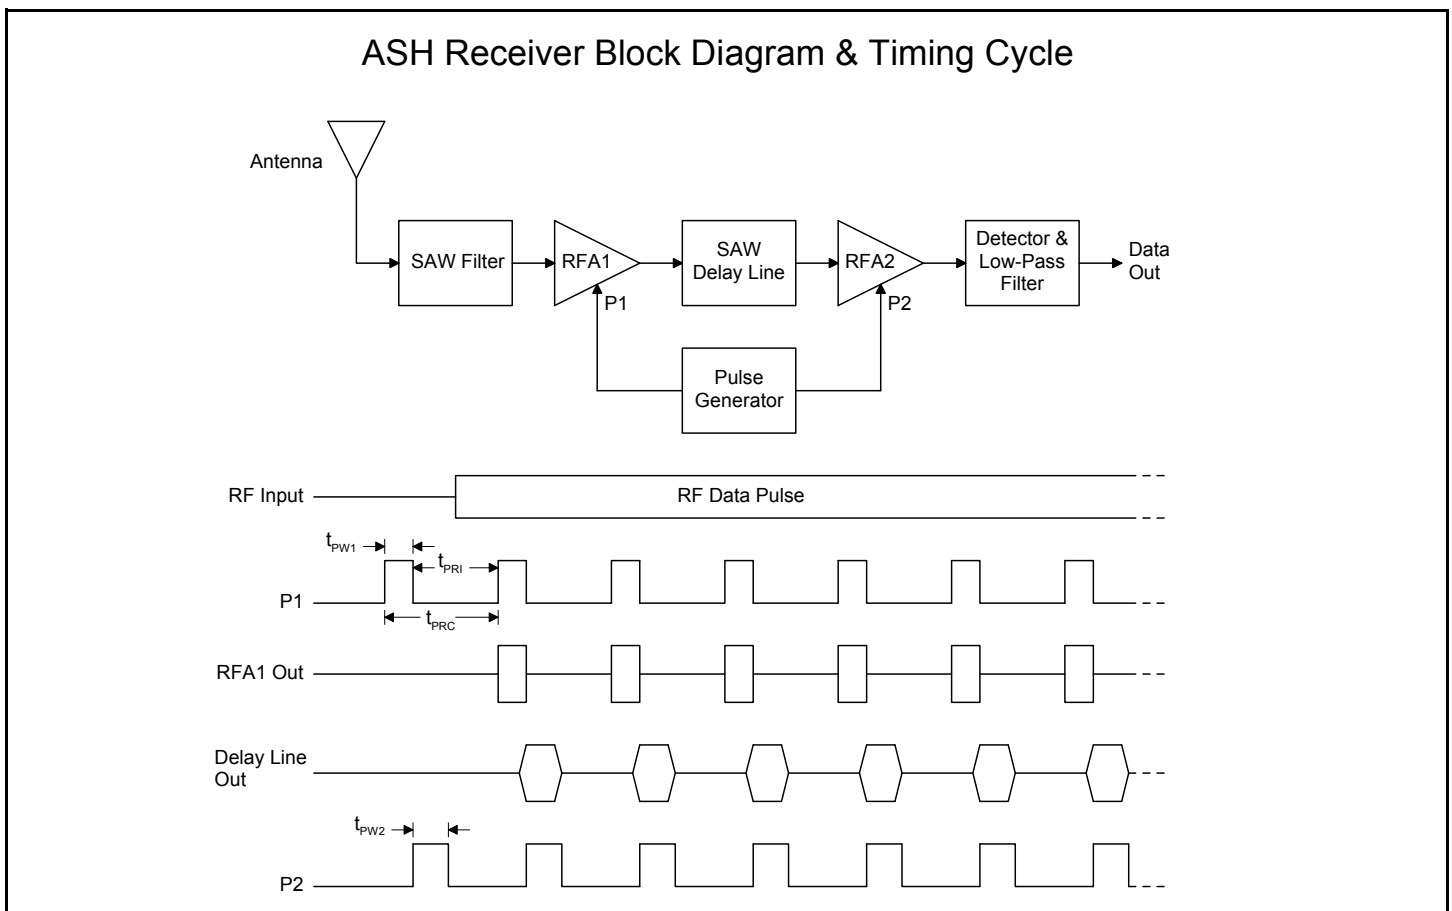 ASH Receiver Block Diagram & Timing Cycle
Antenna
SAW Filter
RFA1
SAW
Delay Line
RFA2
Detector &
Low-Pass
Filter
Data
Out
P1
P2
Pulse
Generator
RF Input
RF Data Pulse
tPW1
tPRI
P1
tPRC
RFA1 Out
Delay Line
Out
tPW2
P2